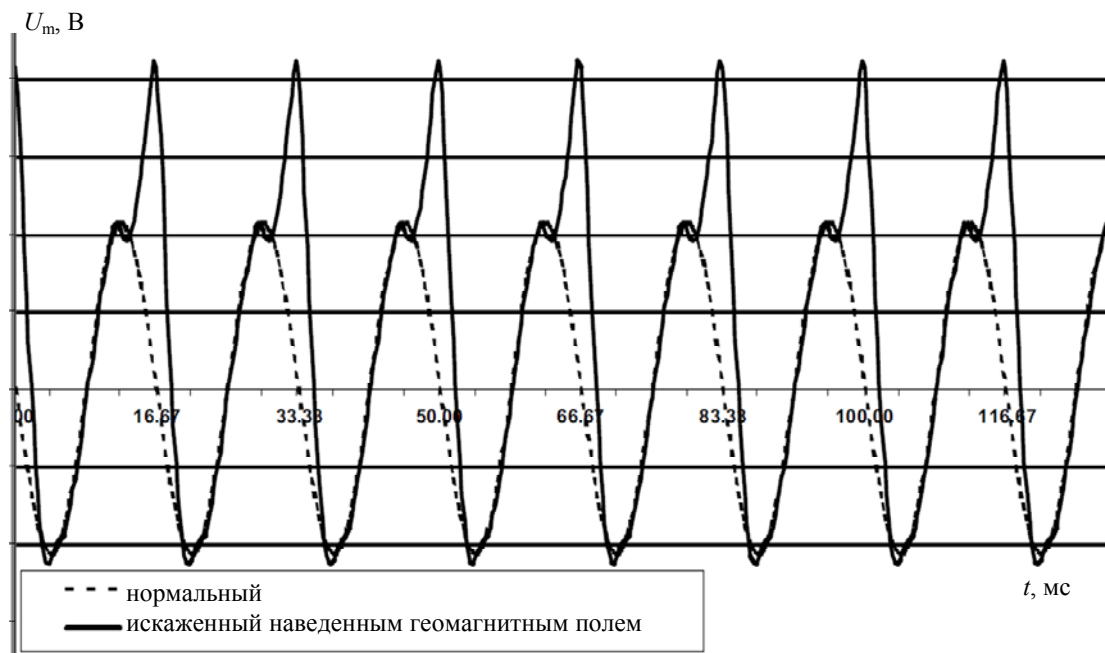 Um, В
00 16.67 33.33 50.00 66.67 83.33 100.00 116.67
t, мс
нормальный
искаженный наведенным геомагнитным полем